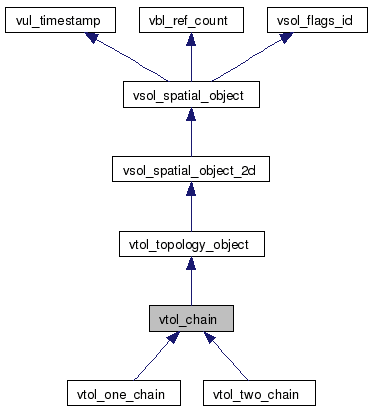 vul_timestamp
vbl_ref_count
vsol_flags_id
vsol_spatial_object
vsol_spatial_object_2d
vtol_topology_object
vtol_chain
vtol_one_chain
vtol_two_chain